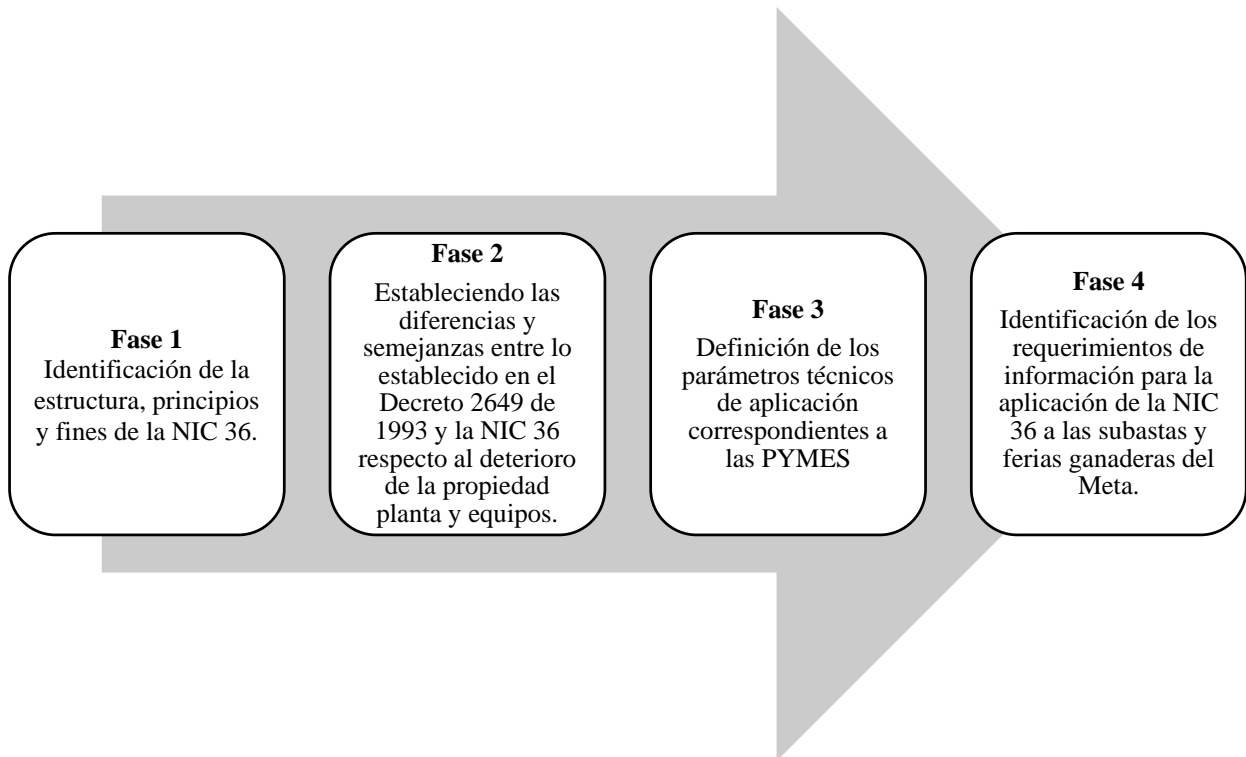 Fase 1
Identificación de la
estructura, principios
y fines de la NIC 36.
Fase 2
Estableciendo las
diferencias y
semejanzas entre lo
establecido en el
Decreto 2649 de
1993 y la NIC 36
respecto al deterioro
de la propiedad
planta y equipos.
Fase 3
Definición de los
parámetros técnicos
de aplicación
correspondientes a
las PYMES
Fase 4
Identificación de los
requerimientos de
información para la
aplicación de la NIC
36 a las subastas y
ferias ganaderas del
Meta.